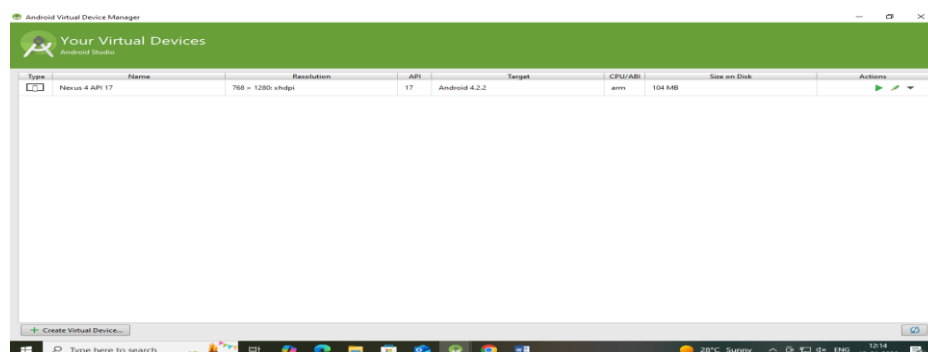 Android Virtual Device Manager
Your Virtual Devices
Android Studio
Type Name Resolution API Target CPU/ABI Size on Disk Actions
Nexus 4 API 17 768 × 1280: xhdpi 17 Android 4.2.2 arm 104 MB
+ Create Virtual Device...
Type here to search 28°C Sunny ENG 12:14